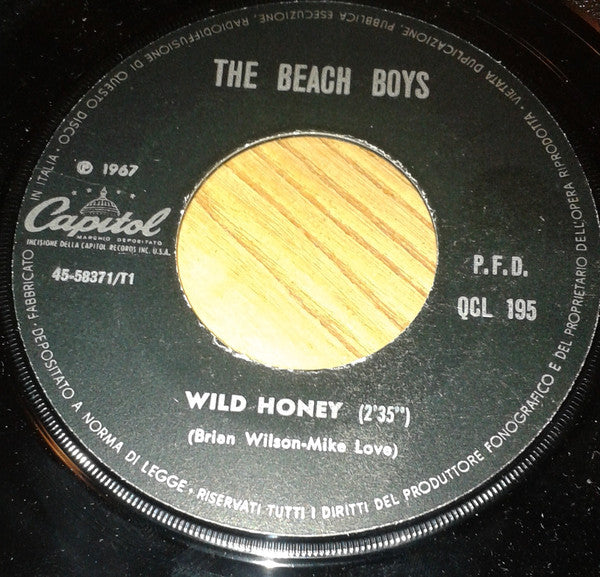 THE BEACH BOYS
℗ 1967
Capitol
MARCHIO DEPOSITATO
INCISIONE DELLA CAPITOL RECORDS INC. U.S.A.
45-58371/T1
P.F.D.
QCL 195
WILD HONEY (2'35'')
(Brian Wilson-Mike Love)
DEPOSITATO A NORMA DI LEGGE • RISERVATI TUTTI I DIRITTI DEL PRODUTTORE FONOGRAFICO E DEL PROPRIETARIO DELL'OPERA RIPRODOTTA • VIETATA DUPLICAZIONE, PUBBLICA ESECUZIONE, RADIODIFFUSIONE DI QUESTO DISCO • FABBRICATO IN ITALIA - DEP.